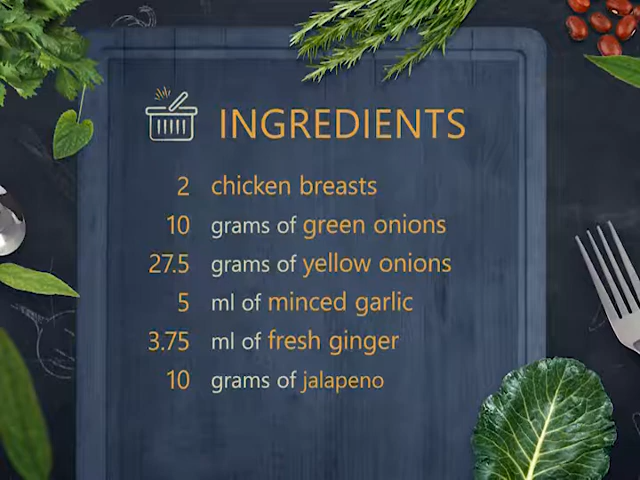 INGREDIENTS
2 chicken breasts
10 grams of green onions
27.5 grams of yellow onions
5 ml of minced garlic
3.75 ml of fresh ginger
10 grams of jalapeno